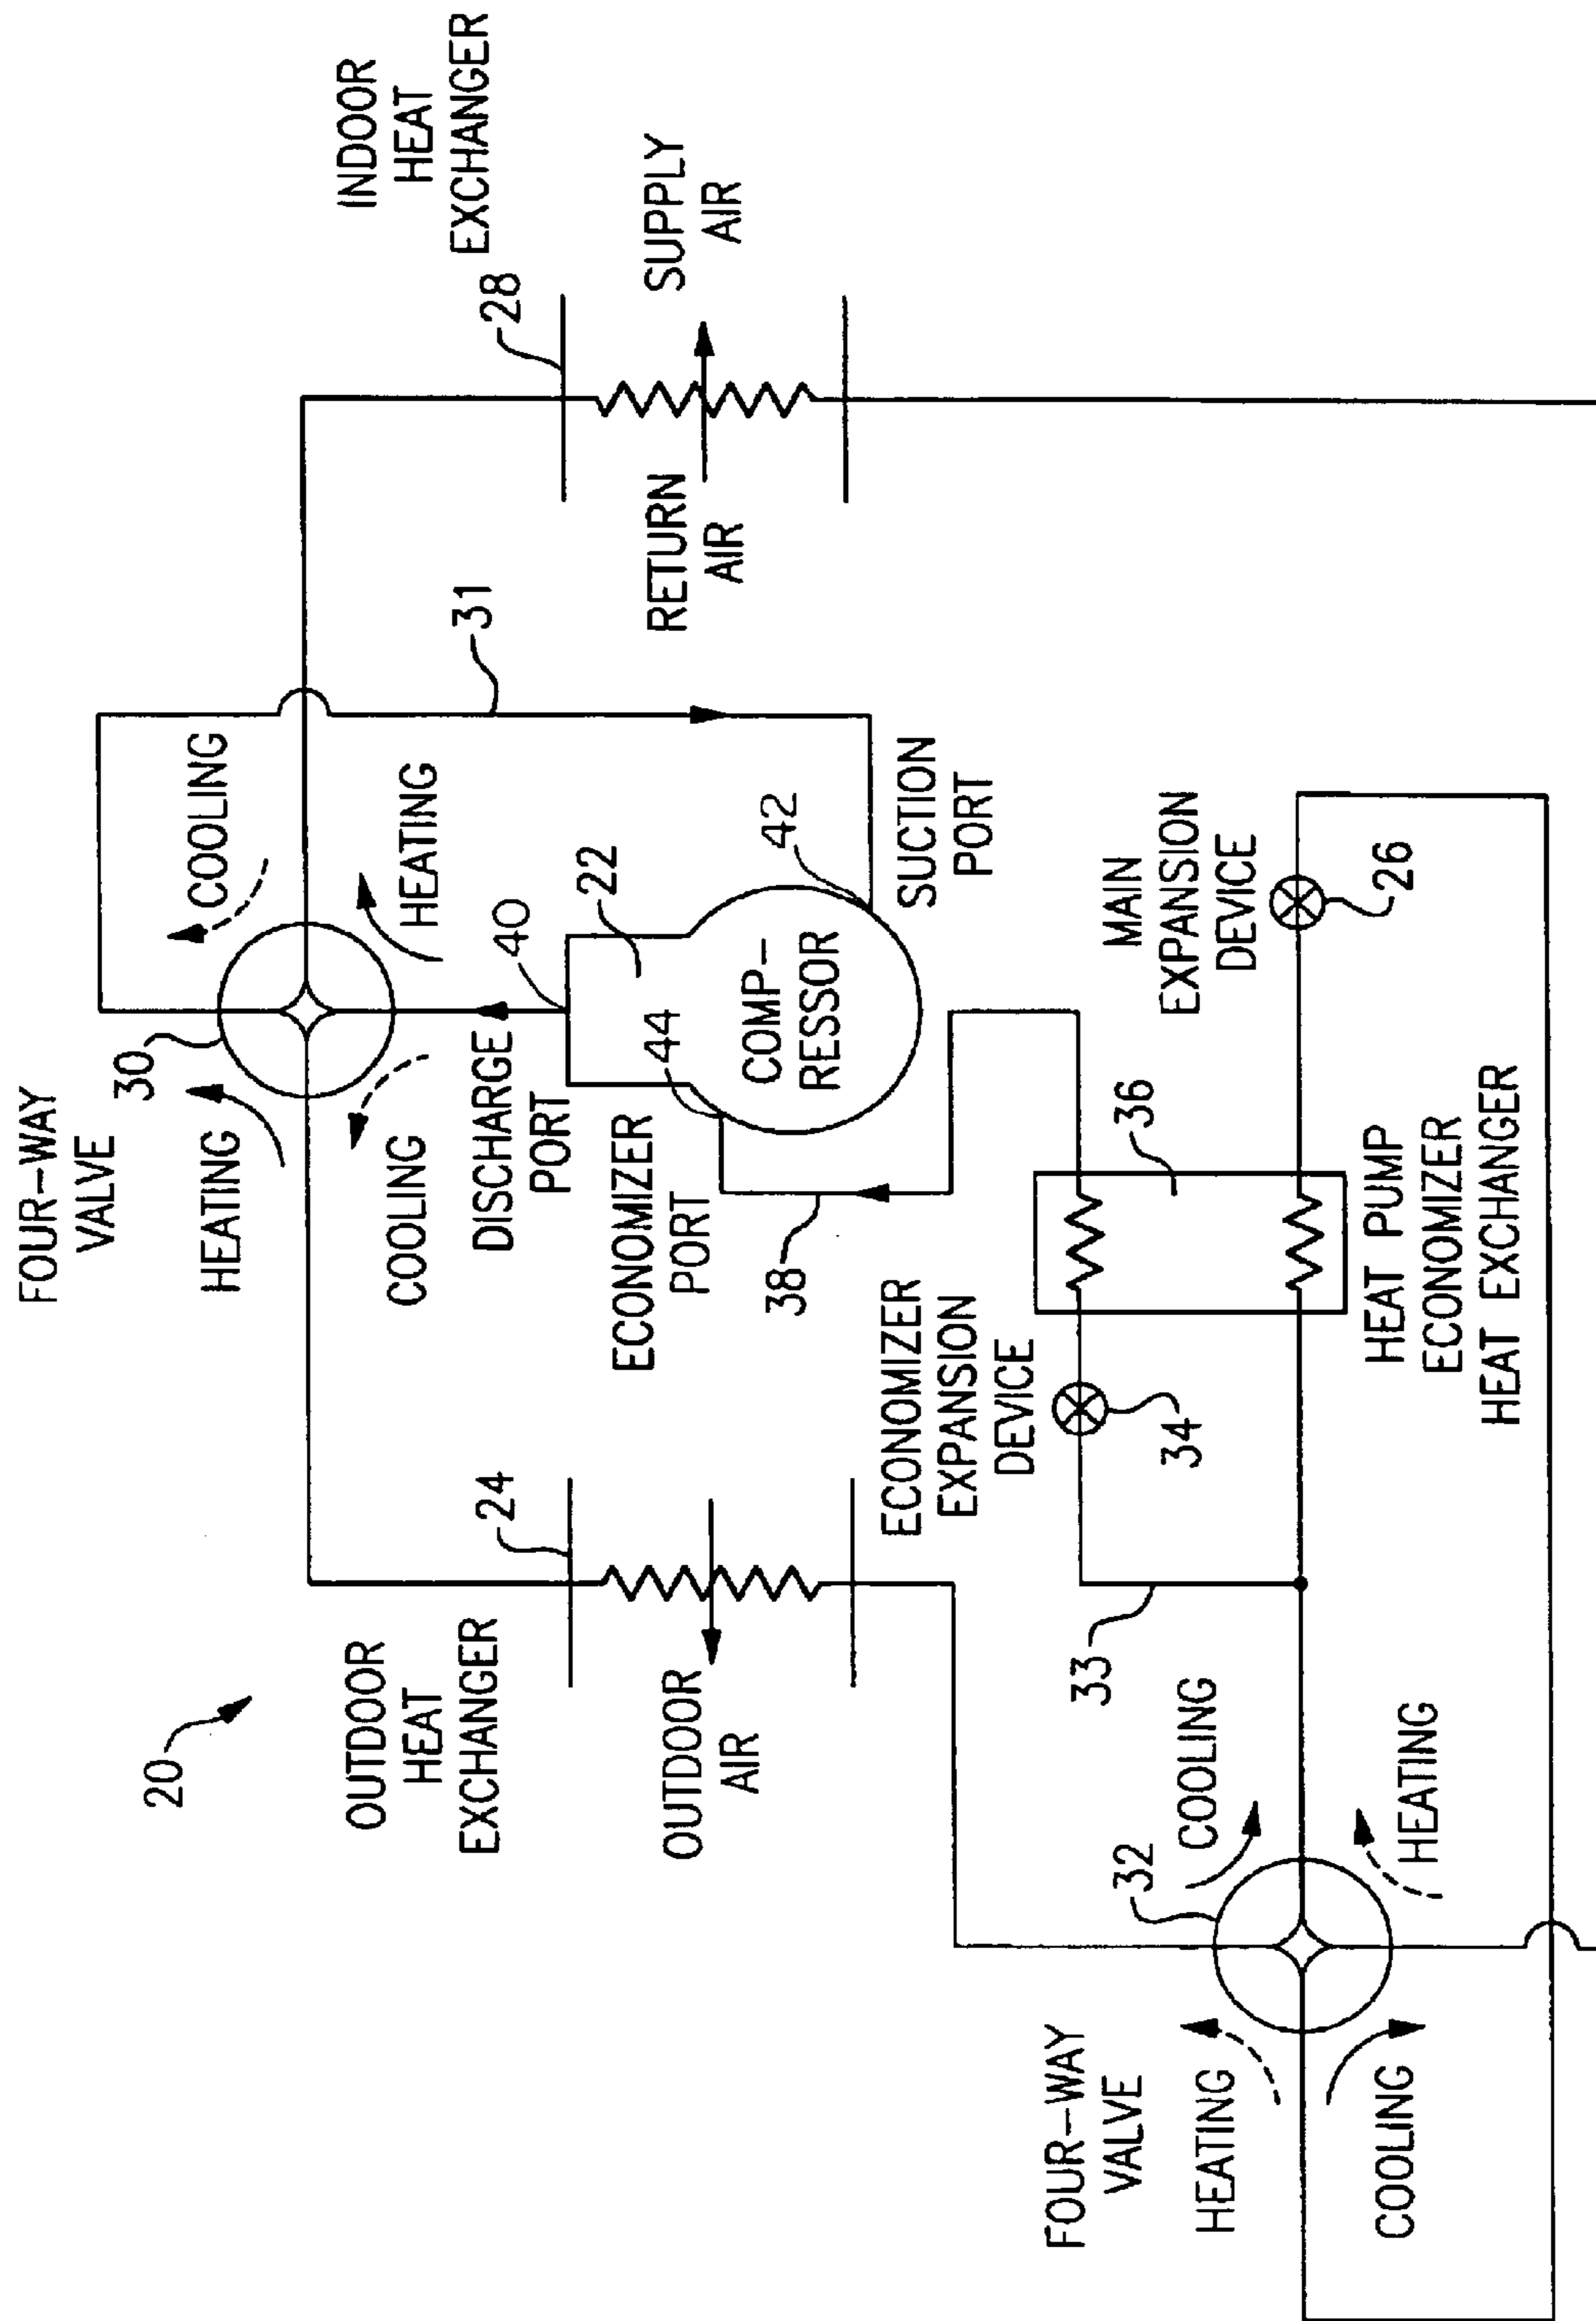 20
FOUR-WAY
VALVE
30
HEATING
COOLING
COOLING
HEATING
31
INDOOR
HEAT
EXCHANGER
28
OUTDOOR
HEAT
EXCHANGER
24
OUTDOOR
AIR
DISCHARGE
PORT
40
ECONOMIZER
PORT
44
22
COMP-
RESSOR
42
SUCTION
PORT
RETURN
AIR
SUPPLY
AIR
38
ECONOMIZER
EXPANSION
DEVICE
34
33
36
HEAT PUMP
ECONOMIZER
HEAT EXCHANGER
MAIN
EXPANSION
DEVICE
26
FOUR-WAY
VALVE
32
HEATING
COOLING
COOLING
HEATING